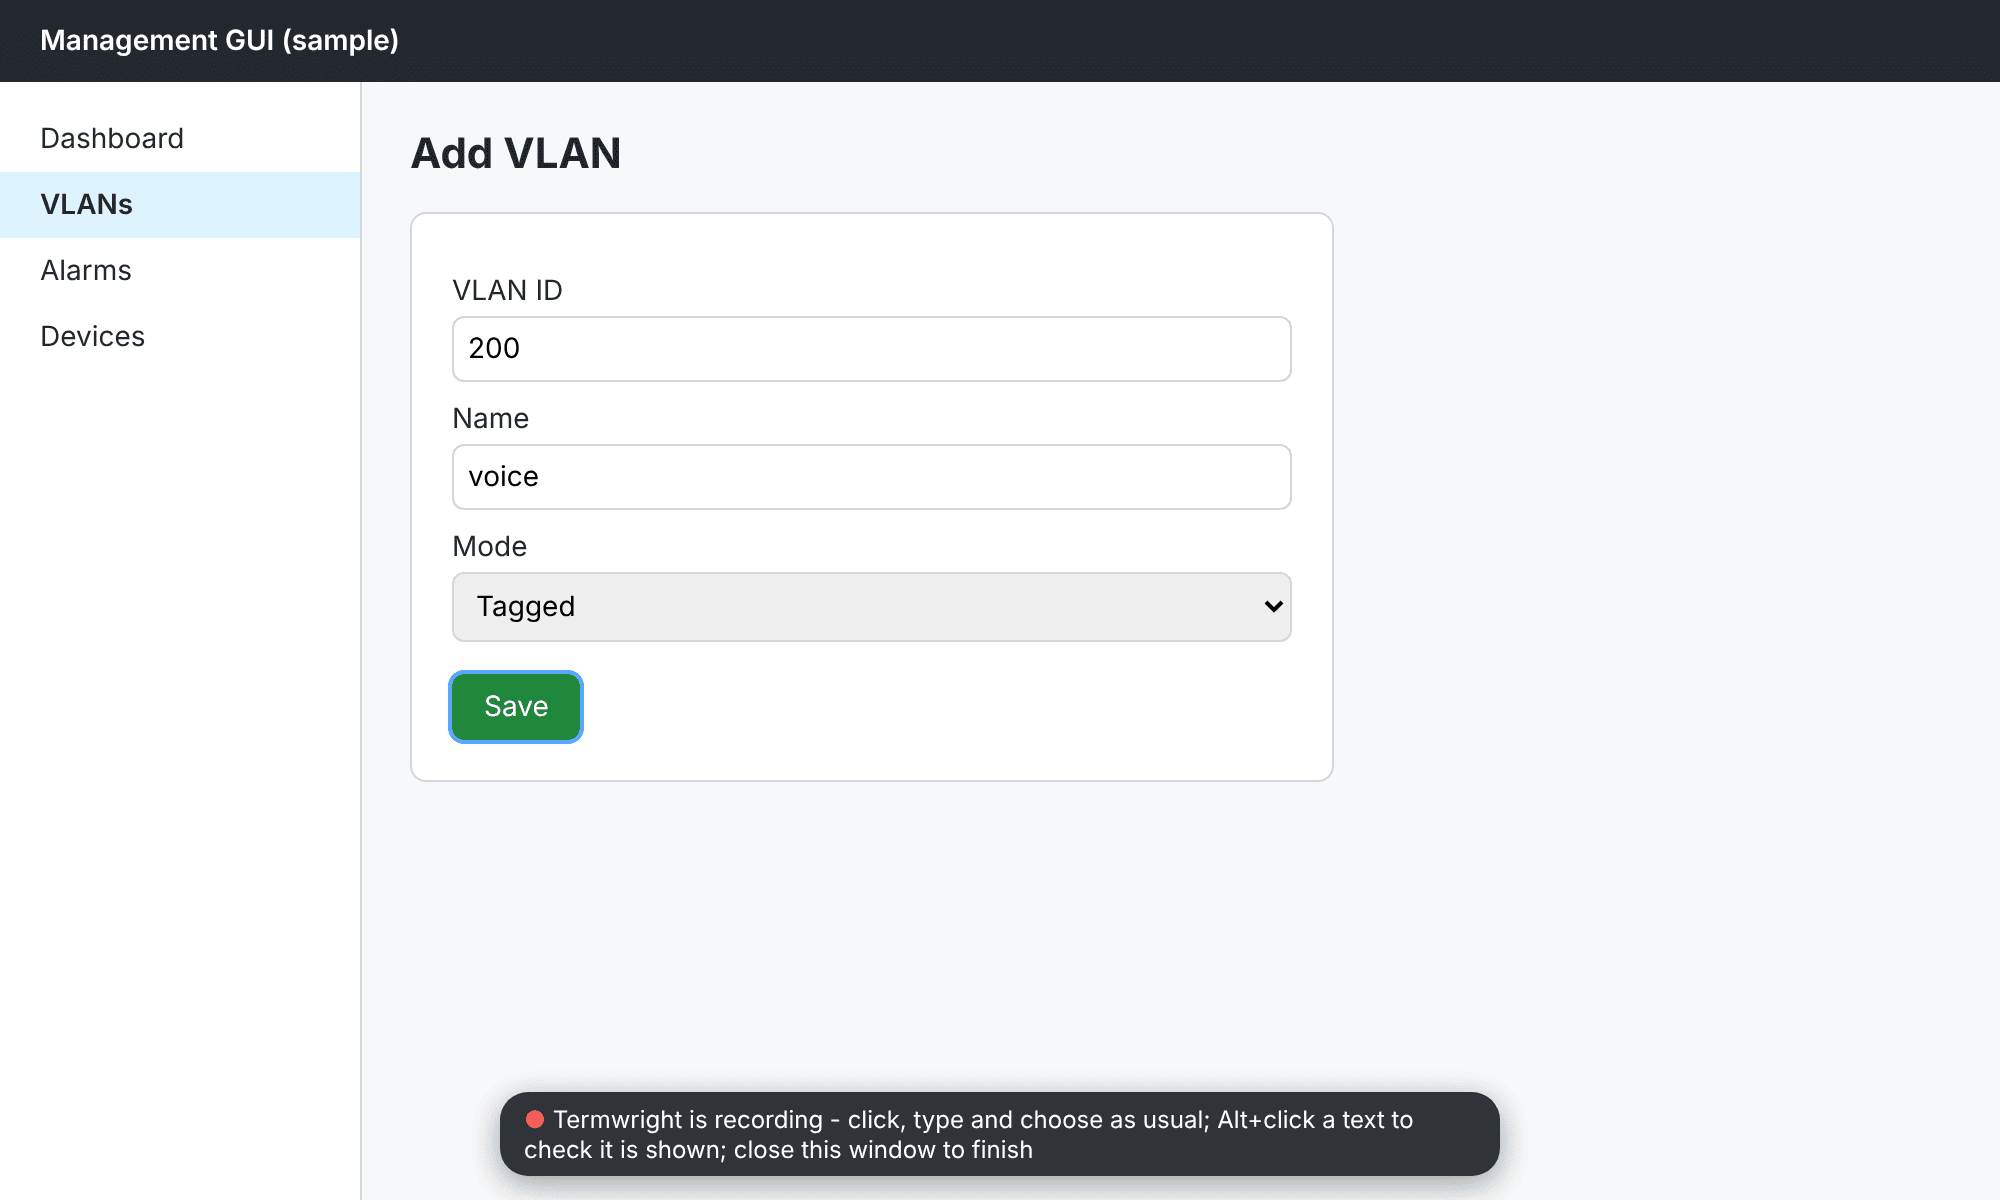 Management GUI (sample)
Dashboard
VLANs
Alarms
Devices
Add VLAN
VLAN ID
200
Name
voice
Mode
Tagged
Save
Termwright is recording - click, type and choose as usual; Alt+click a text to
check it is shown; close this window to finish